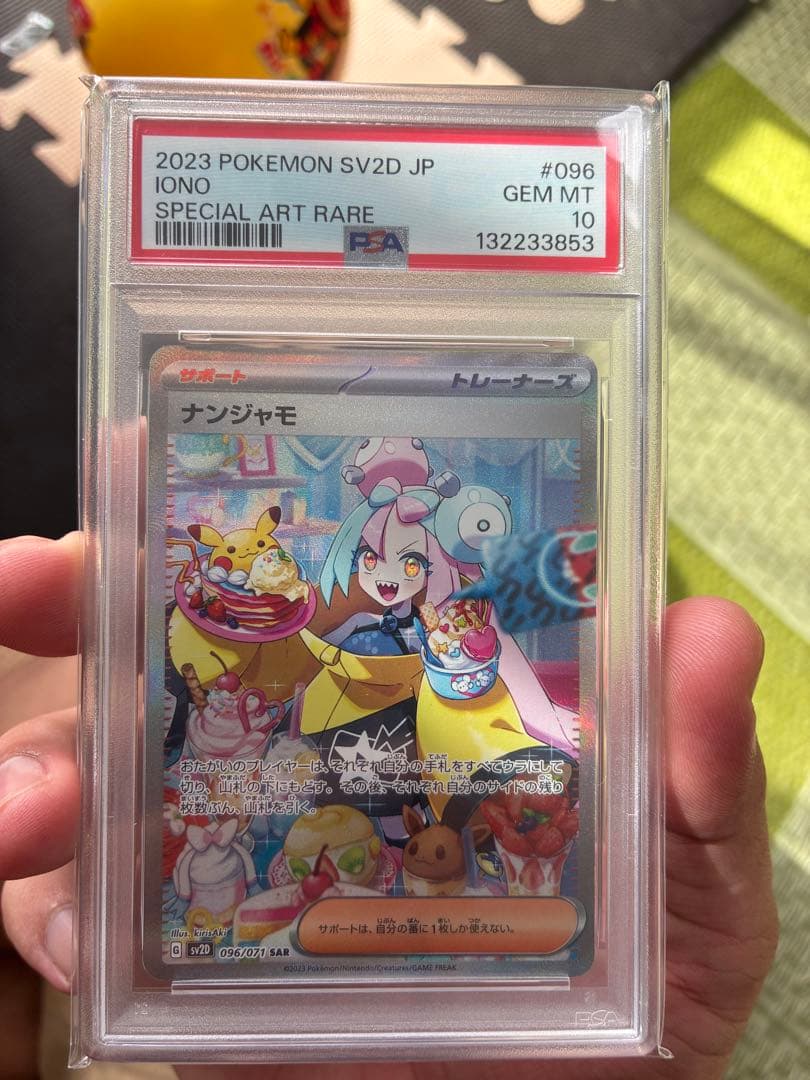 2023 POKEMON SV2D JP #096
IONO GEM MT
SPECIAL ART RARE 10
PSA 132233853
サポート トレーナーズ
ナンジャモ
おたがいのプレイヤーは、それぞれ自分の手札をすべてウラにして
切り、山札の下にもどす。その後、それぞれ自分のサイドの残り
枚数ぶん、山札を引く。
サポートは、自分の番に1枚しか使えない。
Illus. kirisAki
G SV2D 096/071 SAR
©2023 Pokémon/Nintendo/Creatures/GAME FREAK
PSA